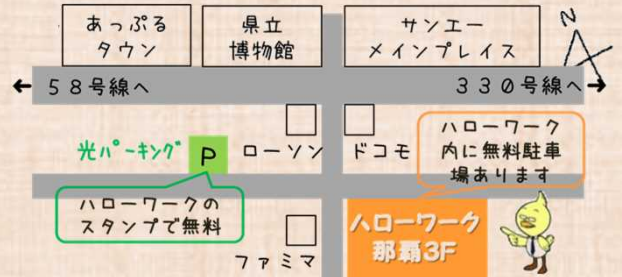 あっぷる
タウン
県立
博物館
サンエー
メインプレイス
N
← 58号線へ
330号線へ →
光パーキング
P
ローソン
ドコモ
ハローワーク
内に無料駐車
場あります
ハローワークの
スタンプで無料
ファミマ
ハローワーク
那覇3F